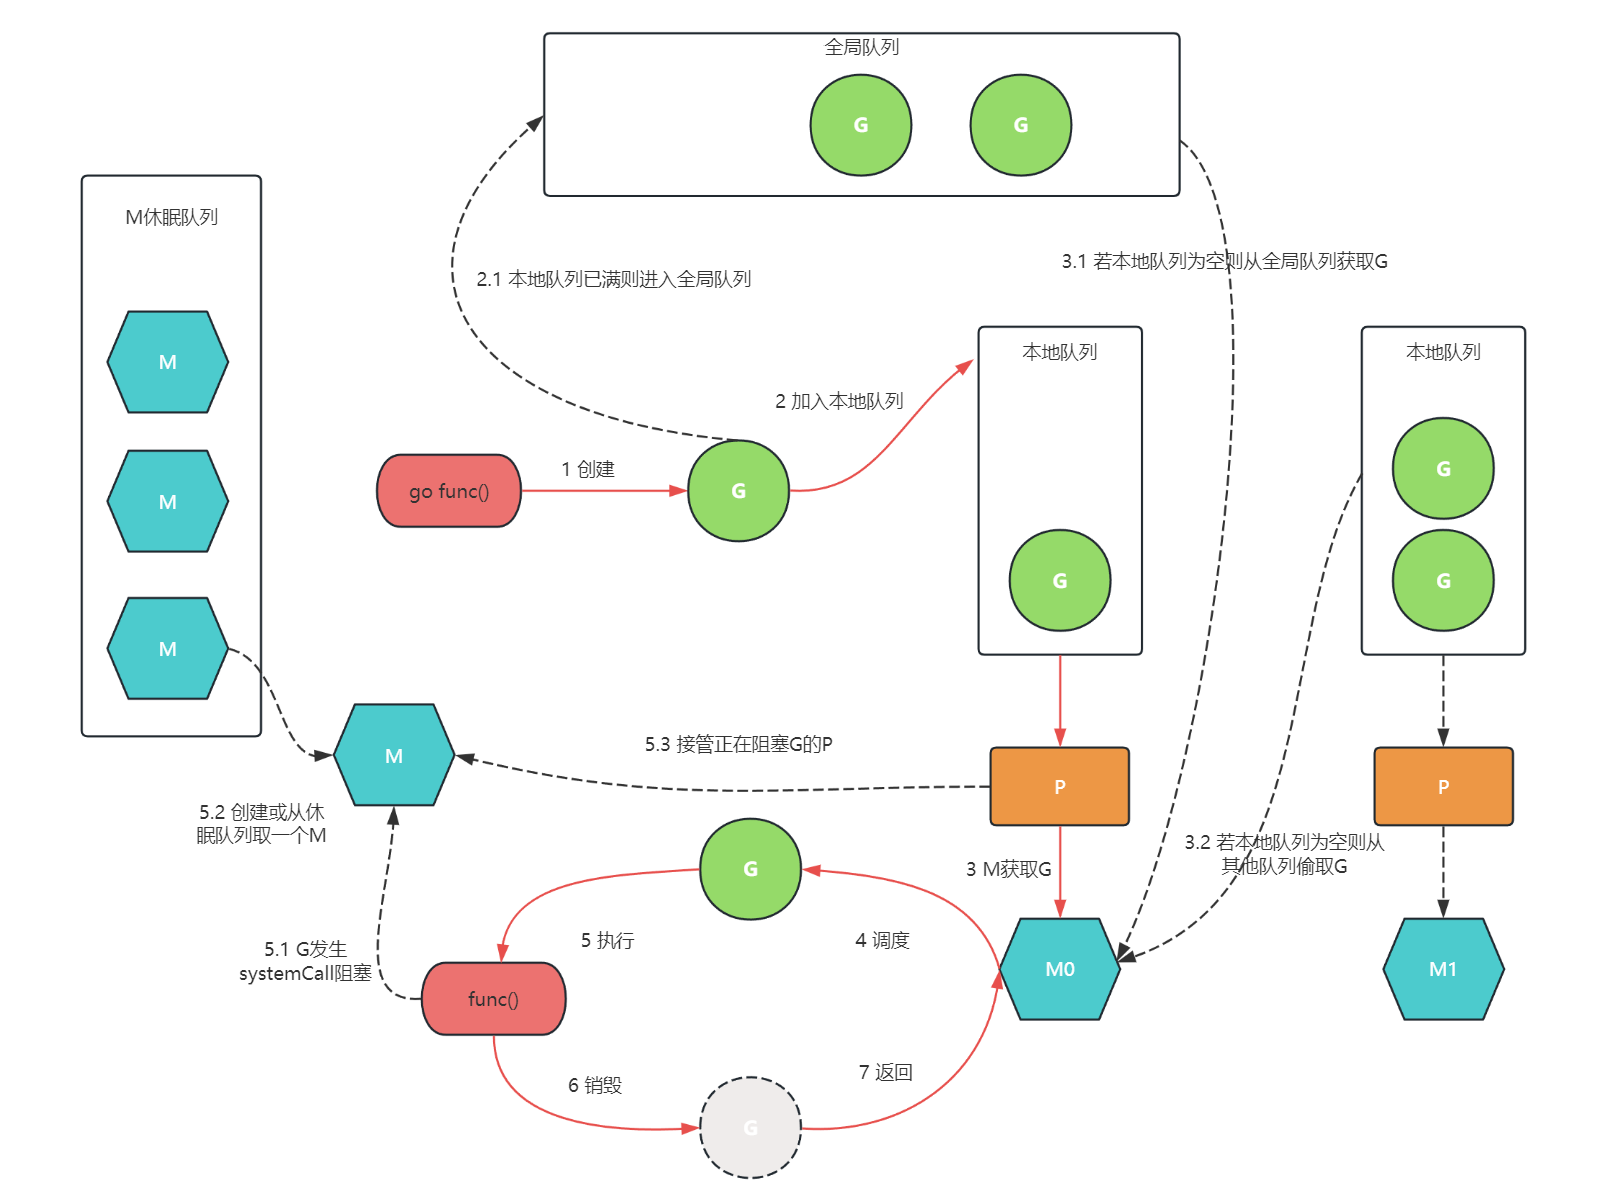 全局队列
G
G
M休眠队列
M
M
M
2.1 本地队列已满则进入全局队列
3.1 若本地队列为空则从全局队列获取G
2 加入本地队列
go func()
1 创建
G
本地队列
G
本地队列
G
G
M
5.3 接管正在阻塞G的P
P
P
5.2 创建或从休
眠队列取一个M
3.2 若本地队列为空则从
其他队列偷取G
3 M获取G
G
5 执行
4 调度
5.1 G发生
systemCall阻塞
func()
M0
M1
6 销毁
7 返回
G